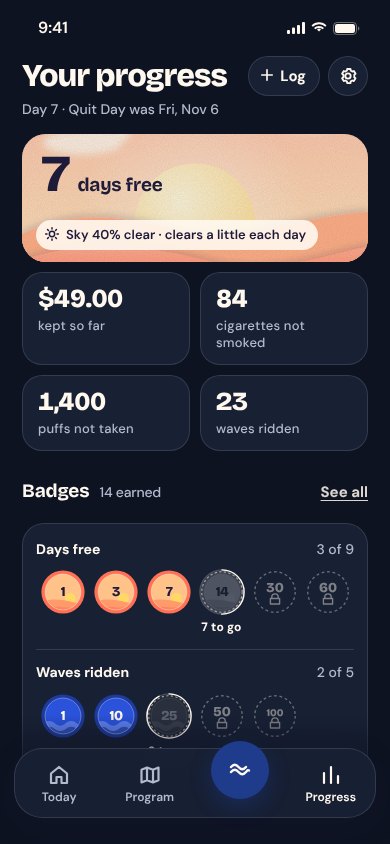 9:41
Your progress
+ Log
Day 7 · Quit Day was Fri, Nov 6
7 days free
Sky 40% clear · clears a little each day
$49.00
kept so far
84
cigarettes not
smoked
1,400
puffs not taken
23
waves ridden
Badges 14 earned
See all
Days free
3 of 9
1 3 7 14 30 60
7 to go
Waves ridden
2 of 5
1 10 25 50 100
Today
Program
Progress